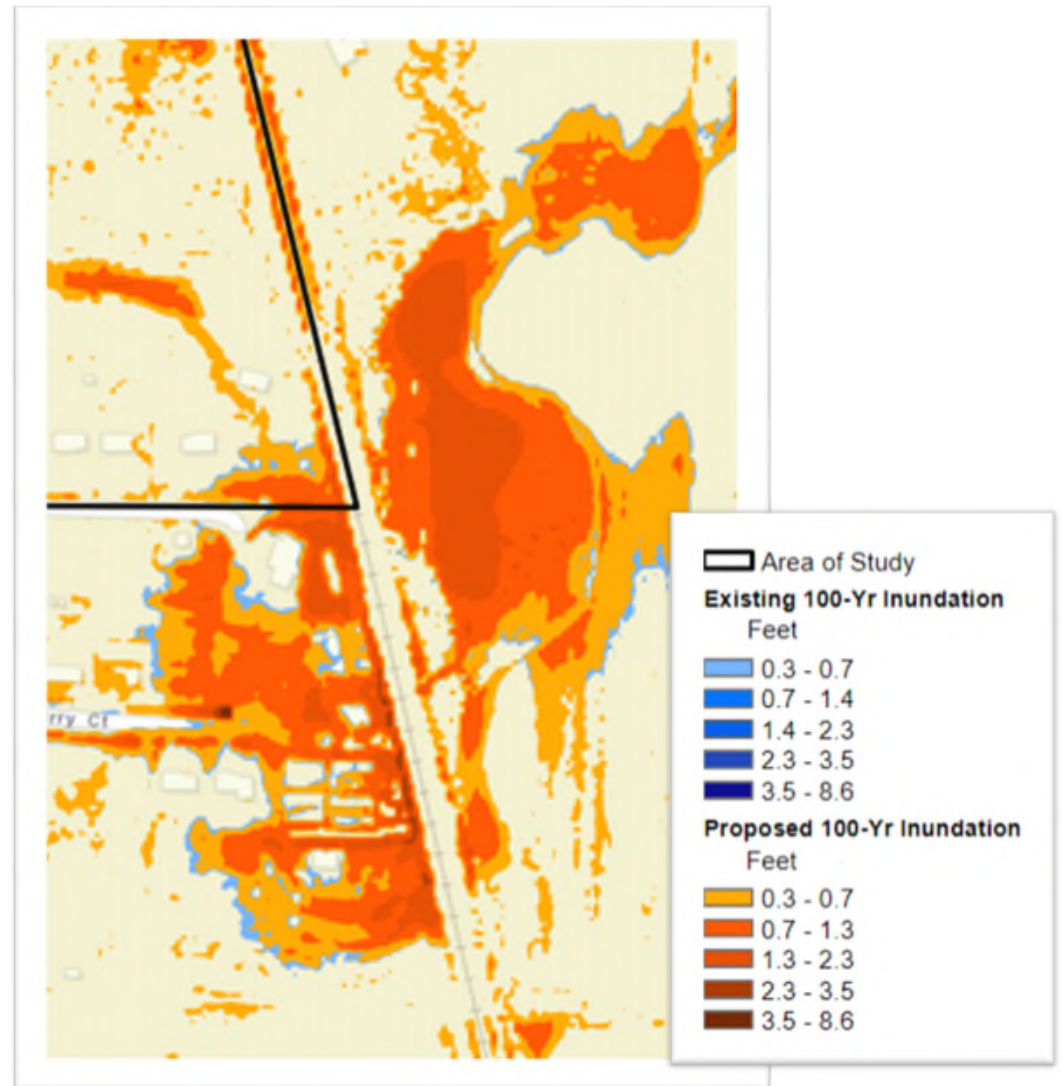 rry Ct
Area of Study
Existing 100-Yr Inundation
Feet
0.3 - 0.7
0.7 - 1.4
1.4 - 2.3
2.3 - 3.5
3.5 - 8.6
Proposed 100-Yr Inundation
Feet
0.3 - 0.7
0.7 - 1.3
1.3 - 2.3
2.3 - 3.5
3.5 - 8.6